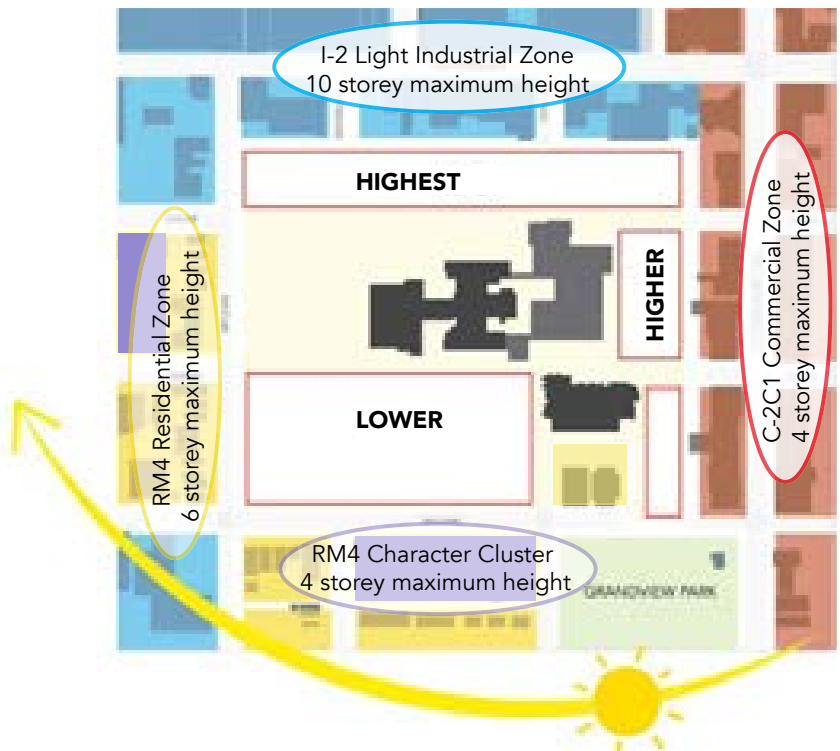 I-2 Light Industrial Zone
10 storey maximum height
HIGHEST
HIGHER
LOWER
RM4 Residential Zone
6 storey maximum height
C-2C1 Commercial Zone
4 storey maximum height
RM4 Character Cluster
4 storey maximum height
GRANDVIEW PARK